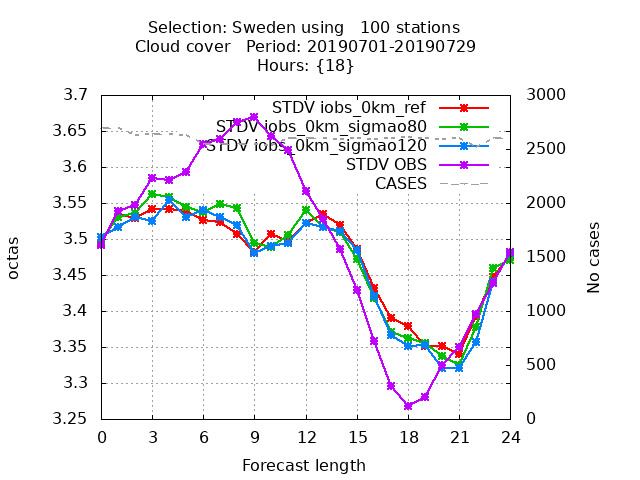 Selection: Sweden using   100 stations
Cloud cover   Period: 20190701-20190729
Hours: {18}
STDV iobs_0km_ref
STDV iobs_0km_sigmao80
STDV iobs_0km_sigmao120
STDV OBS
CASES
3.7
3.65
3.6
3.55
3.5
3.45
3.4
3.35
3.3
3.25
octas
3000
2500
2000
1500
1000
500
0
No cases
0 3 6 9 12 15 18 21 24
Forecast length